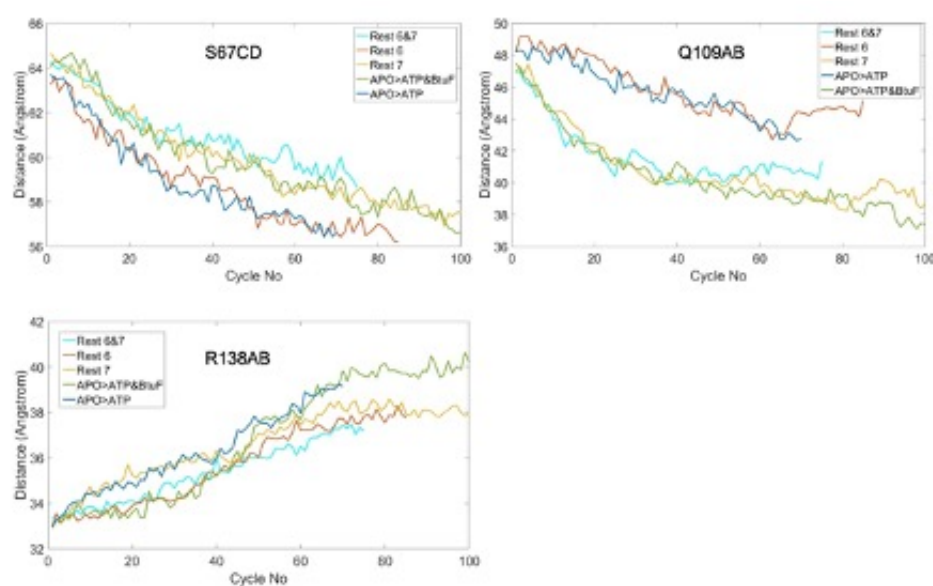 S67CD
Rest 6&7
Rest 6
Rest 7
APO>ATP&BtuF
APO>ATP
Distance (Angstrom)
66
64
62
60
58
56
0 20 40 60 80 100
Cycle No
Q109AB
Rest 6&7
Rest 6
Rest 7
APO>ATP
APO>ATP&BtuF
Distance (Angstrom)
50
48
46
44
42
40
38
36
0 20 40 60 80 100
Cycle No
R138AB
Rest 6&7
Rest 6
Rest 7
APO>ATP&BtuF
APO>ATP
Distance (Angstrom)
42
40
38
36
34
32
0 20 40 60 80 100
Cycle No